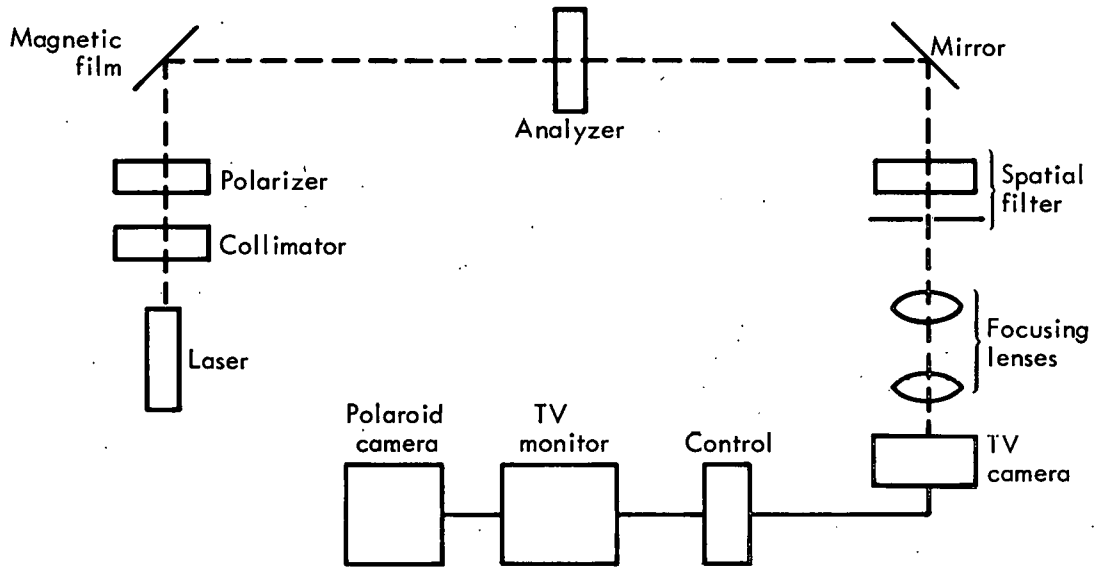 Magnetic
film
Mirror
Analyzer
Polarizer
Spatial
filter
Collimator
Focusing
lenses
Laser
Polaroid
camera
TV
monitor
Control
TV
camera